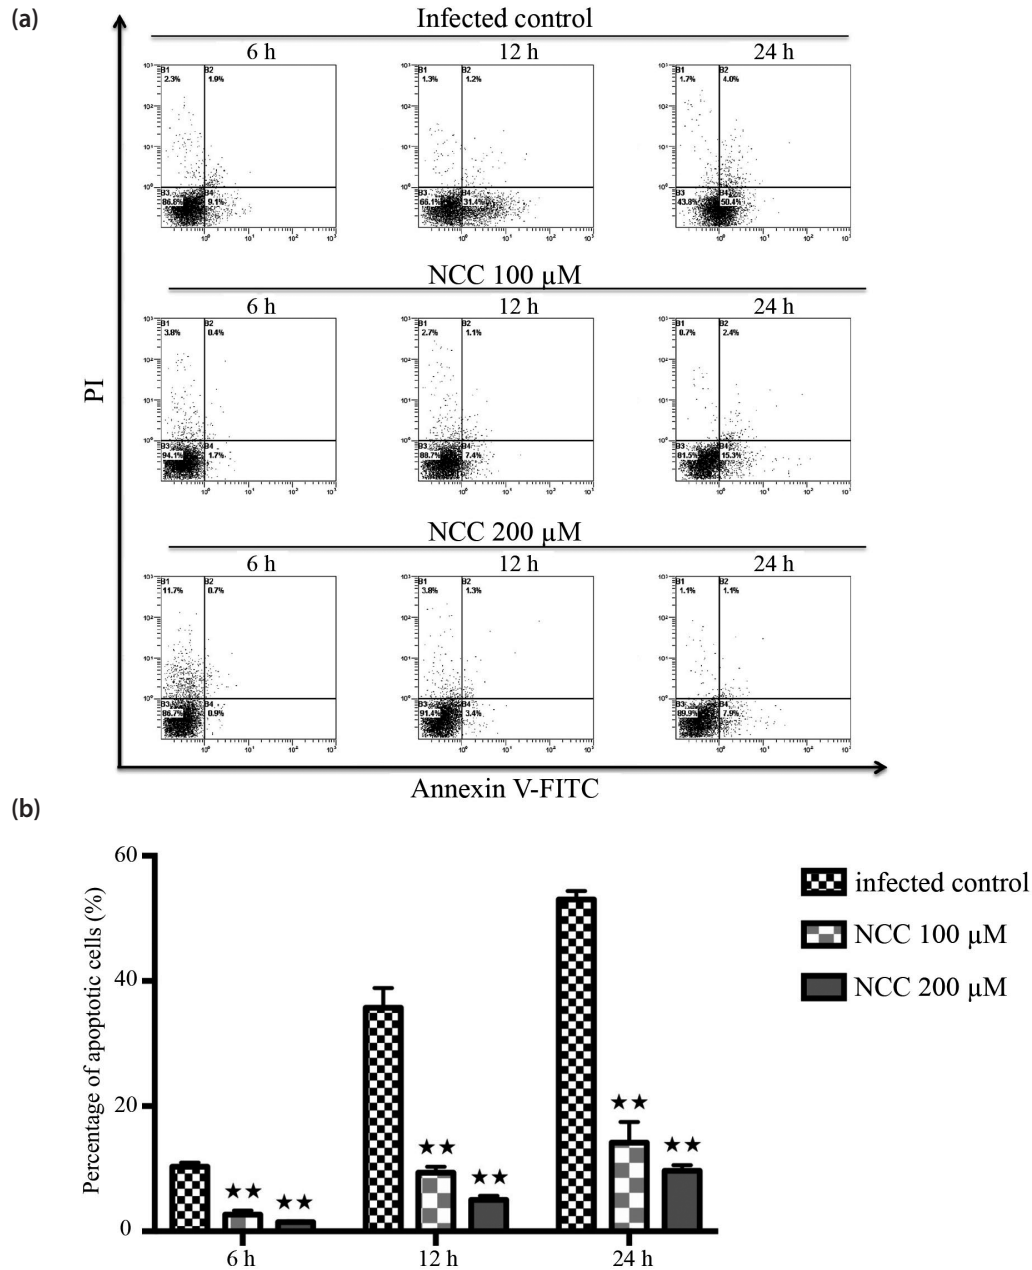 (a)
Infected control
6 h 12 h 24 h
B1 B2
2.3% 1.9%
B3 B4
86.8% 9.1%
B1 B2
1.3% 1.2%
B3 B4
66.1% 31.4%
B1 B2
1.7% 4.0%
B3 B4
43.8% 50.4%
NCC 100 µM
6 h 12 h 24 h
B1 B2
3.8% 0.4%
B3 B4
94.1% 1.7%
B1 B2
2.7% 1.1%
B3 B4
88.7% 7.4%
B1 B2
0.7% 2.4%
B3 B4
81.5% 15.3%
PI
NCC 200 µM
6 h 12 h 24 h
B1 B2
11.7% 0.7%
B3 B4
86.7% 0.9%
B1 B2
3.8% 1.3%
B3 B4
91.4% 3.4%
B1 B2
1.1% 1.1%
B3 B4
89.9% 7.9%
Annexin V-FITC
(b)
Percentage of apoptotic cells (%)
60
40
20
0
★★ ★★
★★ ★★
★★ ★★
6 h 12 h 24 h
infected control
NCC 100 µM
NCC 200 µM